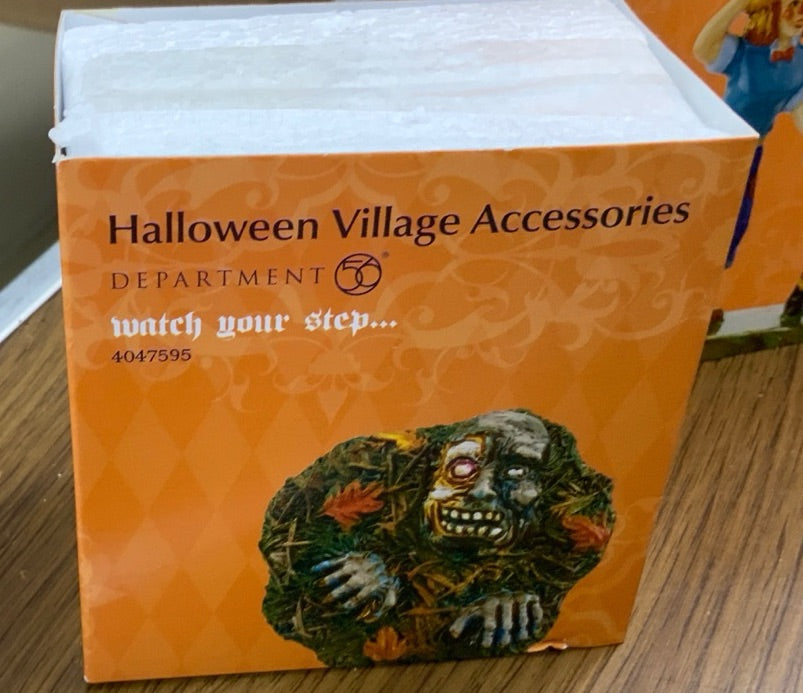 Halloween Village Accessories
DEPARTMENT 56®
watch your step...
4047595